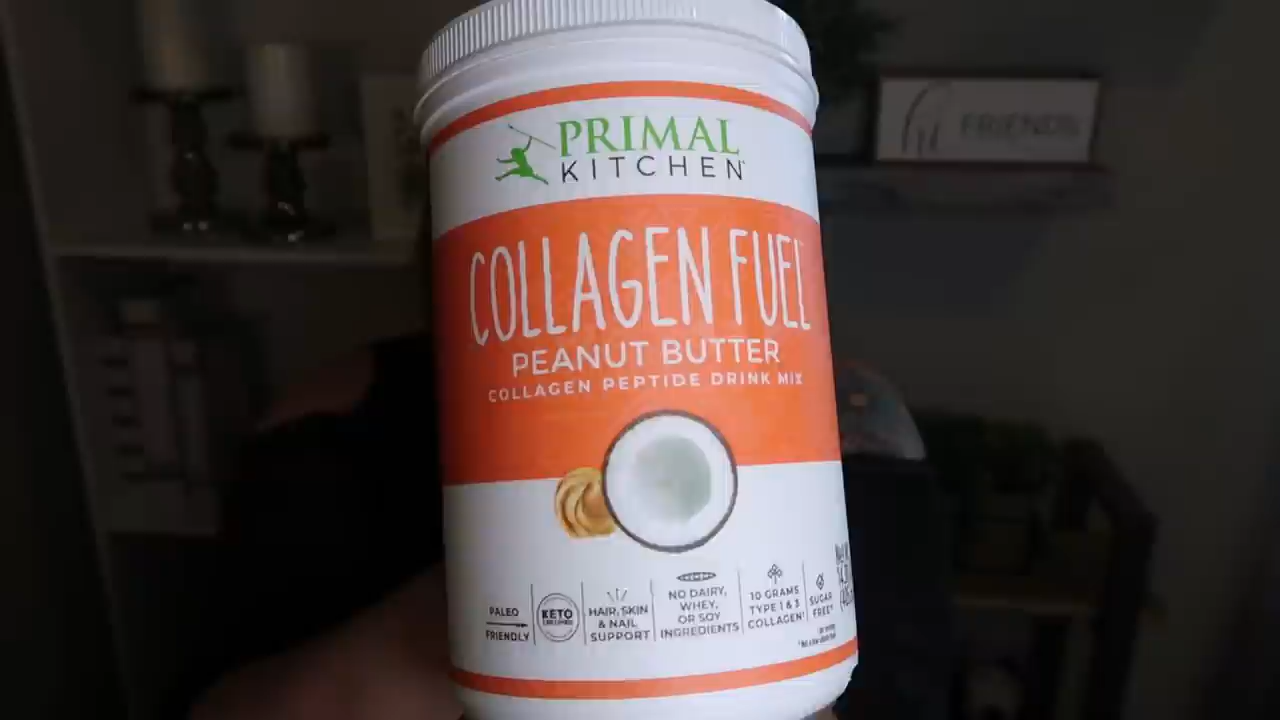 FRIENDS
PRIMAL
KITCHEN
COLLAGEN FUEL
PEANUT BUTTER
COLLAGEN PEPTIDE DRINK MIX
PALEO
FRIENDLY
KETO
CERTIFIED
HAIR, SKIN
& NAIL
SUPPORT
NO DAIRY,
WHEY,
OR SOY
INGREDIENTS
10 GRAMS
TYPE 1 & 3
COLLAGEN†
SUGAR
FREE*